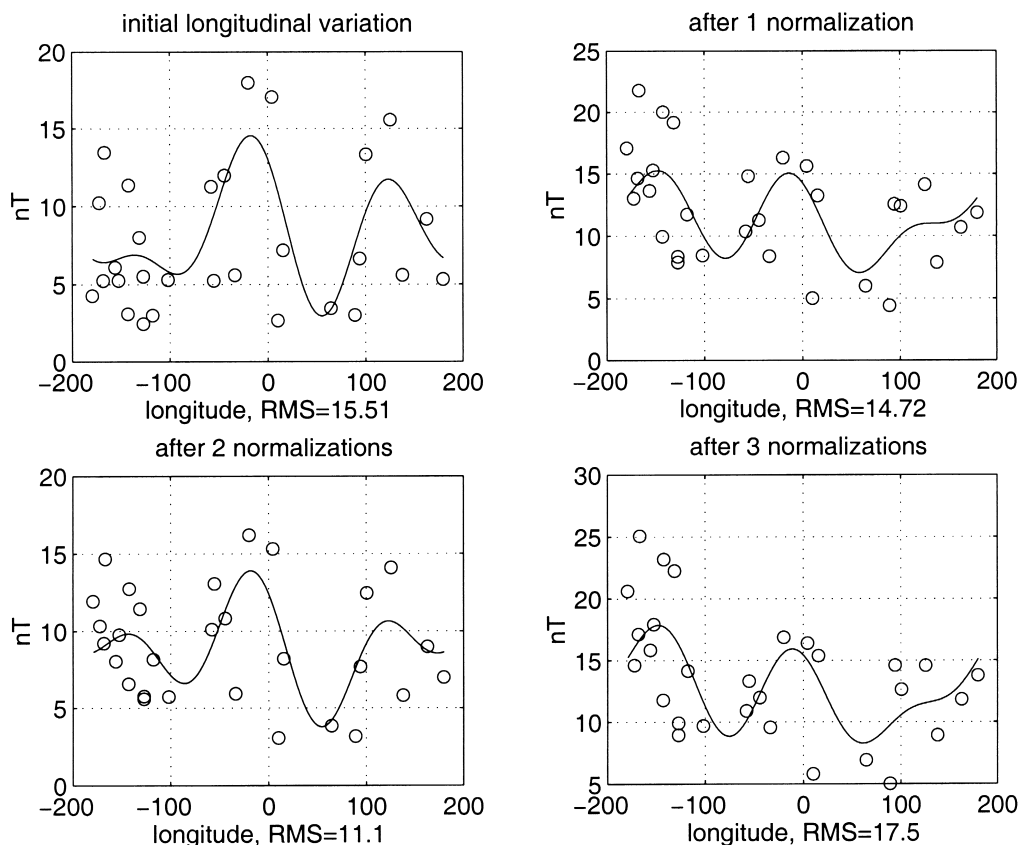 initial longitudinal variation
20
15
10
5
0
nT
−200 −100 0 100 200
longitude, RMS=15.51
after 1 normalization
25
20
15
10
5
0
nT
−200 −100 0 100 200
longitude, RMS=14.72
after 2 normalizations
20
15
10
5
0
nT
−200 −100 0 100 200
longitude, RMS=11.1
after 3 normalizations
30
25
20
15
10
5
nT
−200 −100 0 100 200
longitude, RMS=17.5